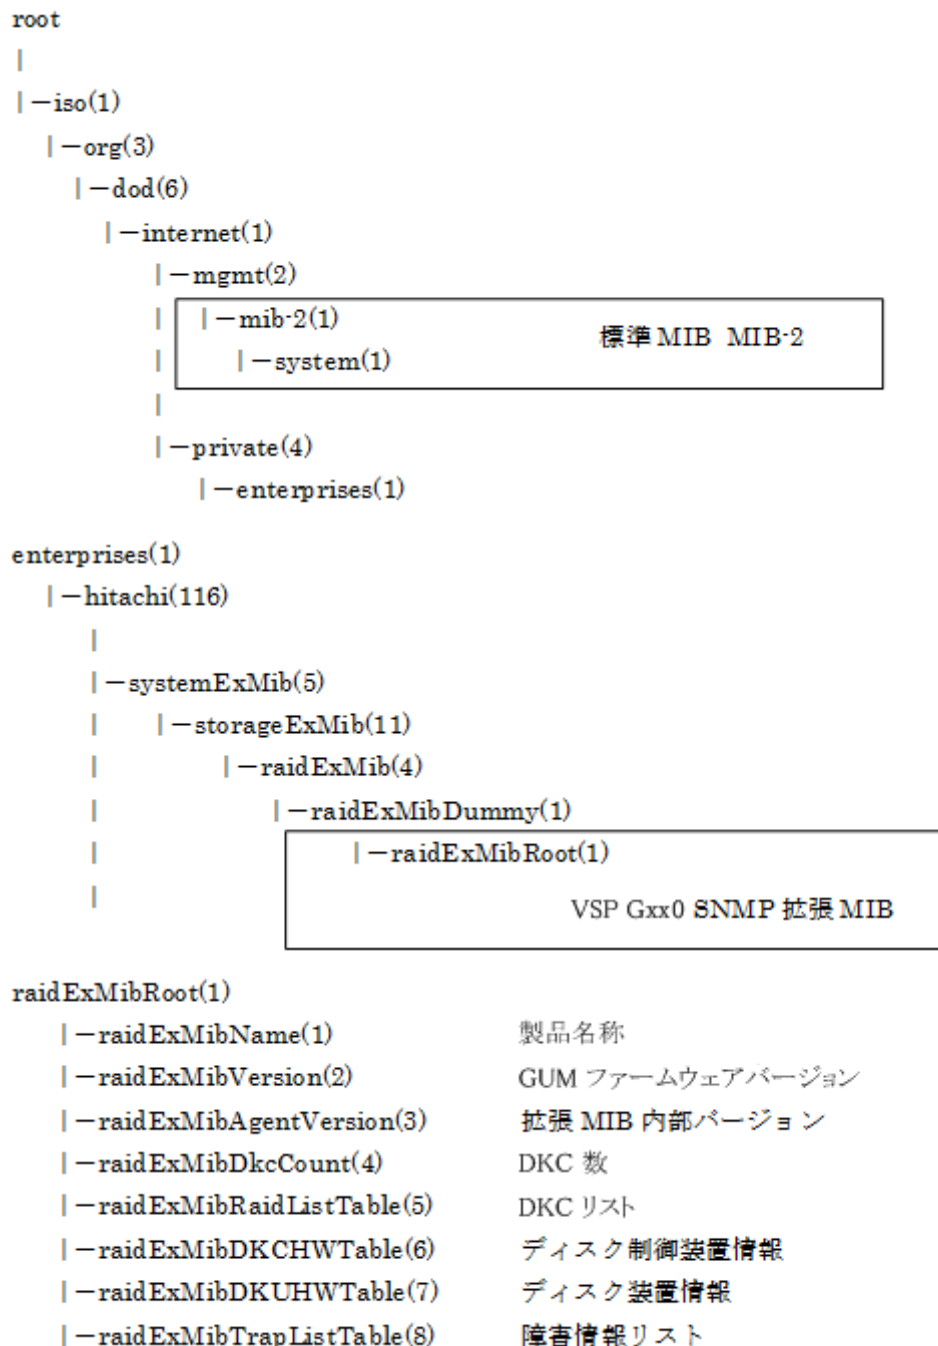 root
|
|－iso(1)
|－org(3)
|－dod(6)
|－internet(1)
|－mgmt(2)
| |－mib-2(1) 標準 MIB MIB-2
| |－system(1)
|
|－private(4)
|－enterprises(1)
enterprises(1)
|－hitachi(116)
|
|－systemExMib(5)
| |－storageExMib(11)
| |－raidExMib(4)
| |－raidExMibDummy(1)
| |－raidExMibRoot(1)
| VSP Gxx0 SNMP 拡張 MIB
raidExMibRoot(1)
|－raidExMibName(1) 製品名称
|－raidExMibVersion(2) GUM ファームウェアバージョン
|－raidExMibAgentVersion(3) 拡張 MIB 内部バージョン
|－raidExMibDkcCount(4) DKC 数
|－raidExMibRaidListTable(5) DKC リスト
|－raidExMibDKCHWTable(6) ディスク制御装置情報
|－raidExMibDKUHWTable(7) ディスク装置情報
|－raidExMibTrapListTable(8) 障害情報リスト